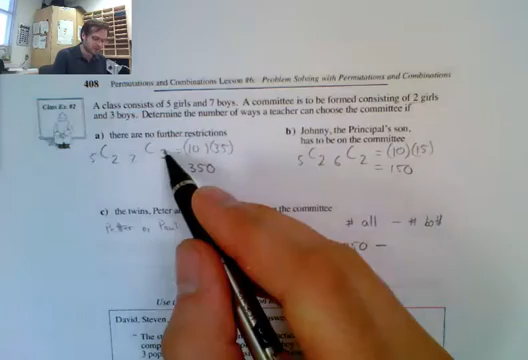 408 Permutations and Combinations Lesson #6: Problem Solving with Permutations and Combinations
Class Ex. #2
A class consists of 5 girls and 7 boys. A committee is to be formed consisting of 2 girls
and 3 boys. Determine the number of ways a teacher can choose the committee if
a) there are no further restrictions
5C2 7C3 = (10)(35)
350
b) Johnny, the Principal's son,
has to be on the committee
5C2 6C2 = (10)(15)
= 150
c) the twins, Peter the committee
Peter or
# all - # both
50 -
Use
David, Steven,
- The
comp
3 pop